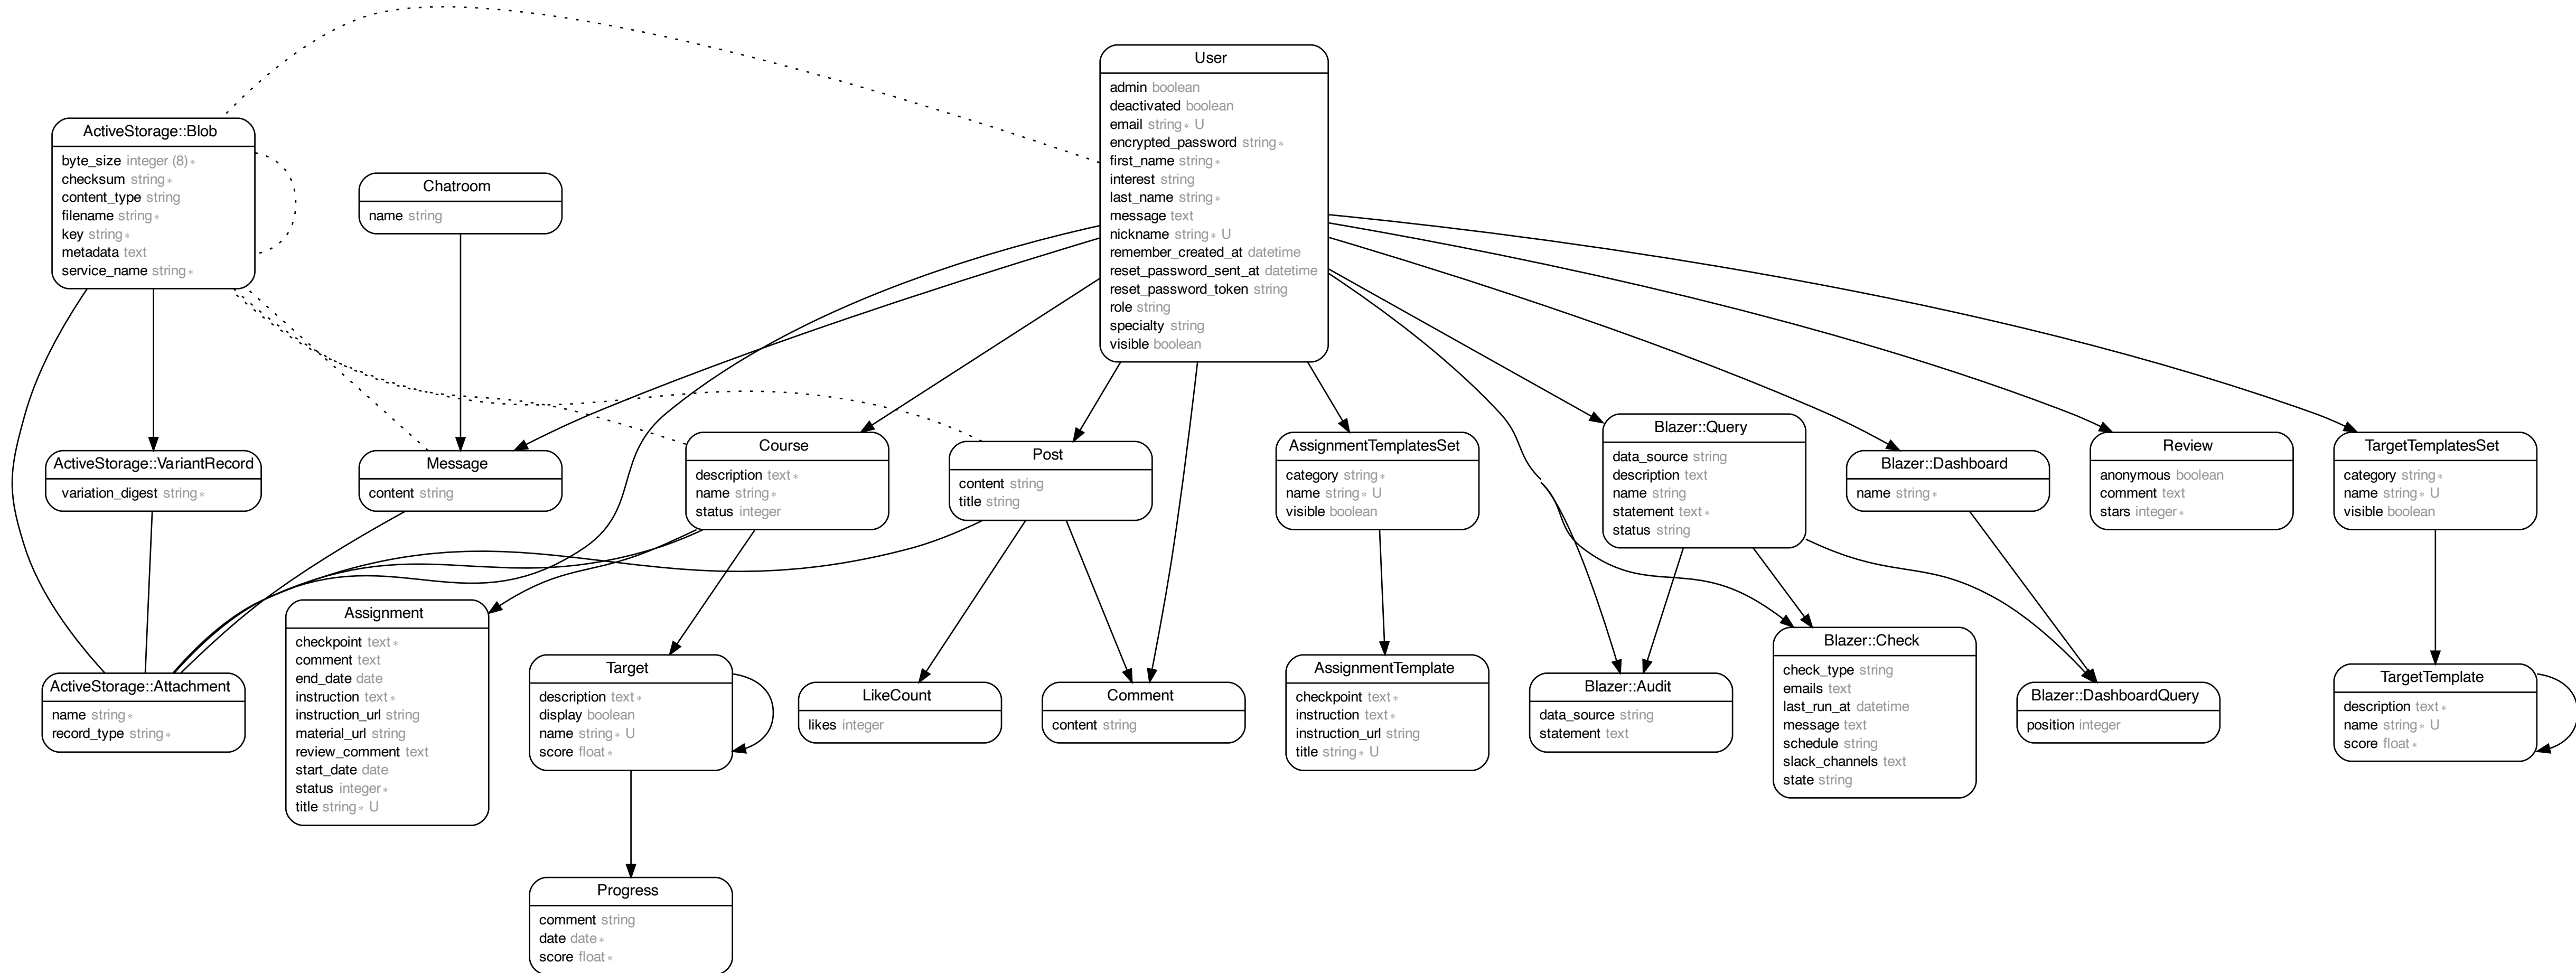 User
admin boolean
deactivated boolean
email string * U
encrypted_password string *
first_name string *
interest string
last_name string *
message text
nickname string * U
remember_created_at datetime
reset_password_sent_at datetime
reset_password_token string
role string
specialty string
visible boolean
ActiveStorage::Blob
byte_size integer (8) *
checksum string *
content_type string
filename string *
key string *
metadata text
service_name string *
Chatroom
name string
ActiveStorage::VariantRecord
variation_digest string *
Message
content string
Course
description text *
name string *
status integer
Post
content string
title string
AssignmentTemplatesSet
category string *
name string * U
visible boolean
Blazer::Query
data_source string
description text
name string
statement text *
status string
Blazer::Dashboard
name string *
Review
anonymous boolean
comment text
stars integer *
TargetTemplatesSet
category string *
name string * U
visible boolean
ActiveStorage::Attachment
name string *
record_type string *
Assignment
checkpoint text *
comment text
end_date date
instruction text *
instruction_url string
material_url string
review_comment text
start_date date
status integer *
title string * U
Target
description text *
display boolean
name string * U
score float *
LikeCount
likes integer
Comment
content string
AssignmentTemplate
checkpoint text *
instruction text *
instruction_url string
title string * U
Blazer::Audit
data_source string
statement text
Blazer::Check
check_type string
emails text
last_run_at datetime
message text
schedule string
slack_channels text
state string
Blazer::DashboardQuery
position integer
TargetTemplate
description text *
name string * U
score float *
Progress
comment string
date date *
score float *